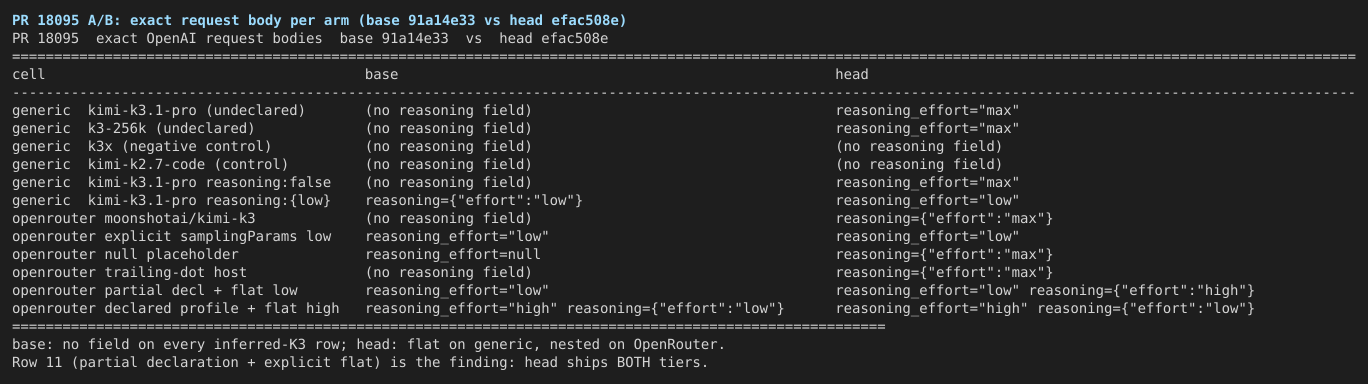 PR 18095 A/B: exact request body per arm (base 91a14e33 vs head efac508e)
PR 18095  exact OpenAI request bodies  base 91a14e33  vs  head efac508e
================================================================================================================================================================
cell                                      base                                                    head
----------------------------------------------------------------------------------------------------------------------------------------------------------------
generic  kimi-k3.1-pro (undeclared)       (no reasoning field)                                    reasoning_effort="max"
generic  k3-256k (undeclared)             (no reasoning field)                                    reasoning_effort="max"
generic  k3x (negative control)           (no reasoning field)                                    (no reasoning field)
generic  kimi-k2.7-code (control)         (no reasoning field)                                    (no reasoning field)
generic  kimi-k3.1-pro reasoning:false    (no reasoning field)                                    reasoning_effort="max"
generic  kimi-k3.1-pro reasoning:{low}    reasoning={"effort":"low"}                              reasoning_effort="low"
openrouter moonshotai/kimi-k3             (no reasoning field)                                    reasoning={"effort":"max"}
openrouter explicit samplingParams low    reasoning_effort="low"                                  reasoning_effort="low"
openrouter null placeholder               reasoning_effort=null                                   reasoning={"effort":"max"}
openrouter trailing-dot host              (no reasoning field)                                    reasoning={"effort":"max"}
openrouter partial decl + flat low        reasoning_effort="low"                                  reasoning_effort="low" reasoning={"effort":"high"}
openrouter declared profile + flat high   reasoning_effort="high" reasoning={"effort":"low"}      reasoning_effort="high" reasoning={"effort":"low"}
========================================================================================================
base: no field on every inferred-K3 row; head: flat on generic, nested on OpenRouter.
Row 11 (partial declaration + explicit flat) is the finding: head ships BOTH tiers.